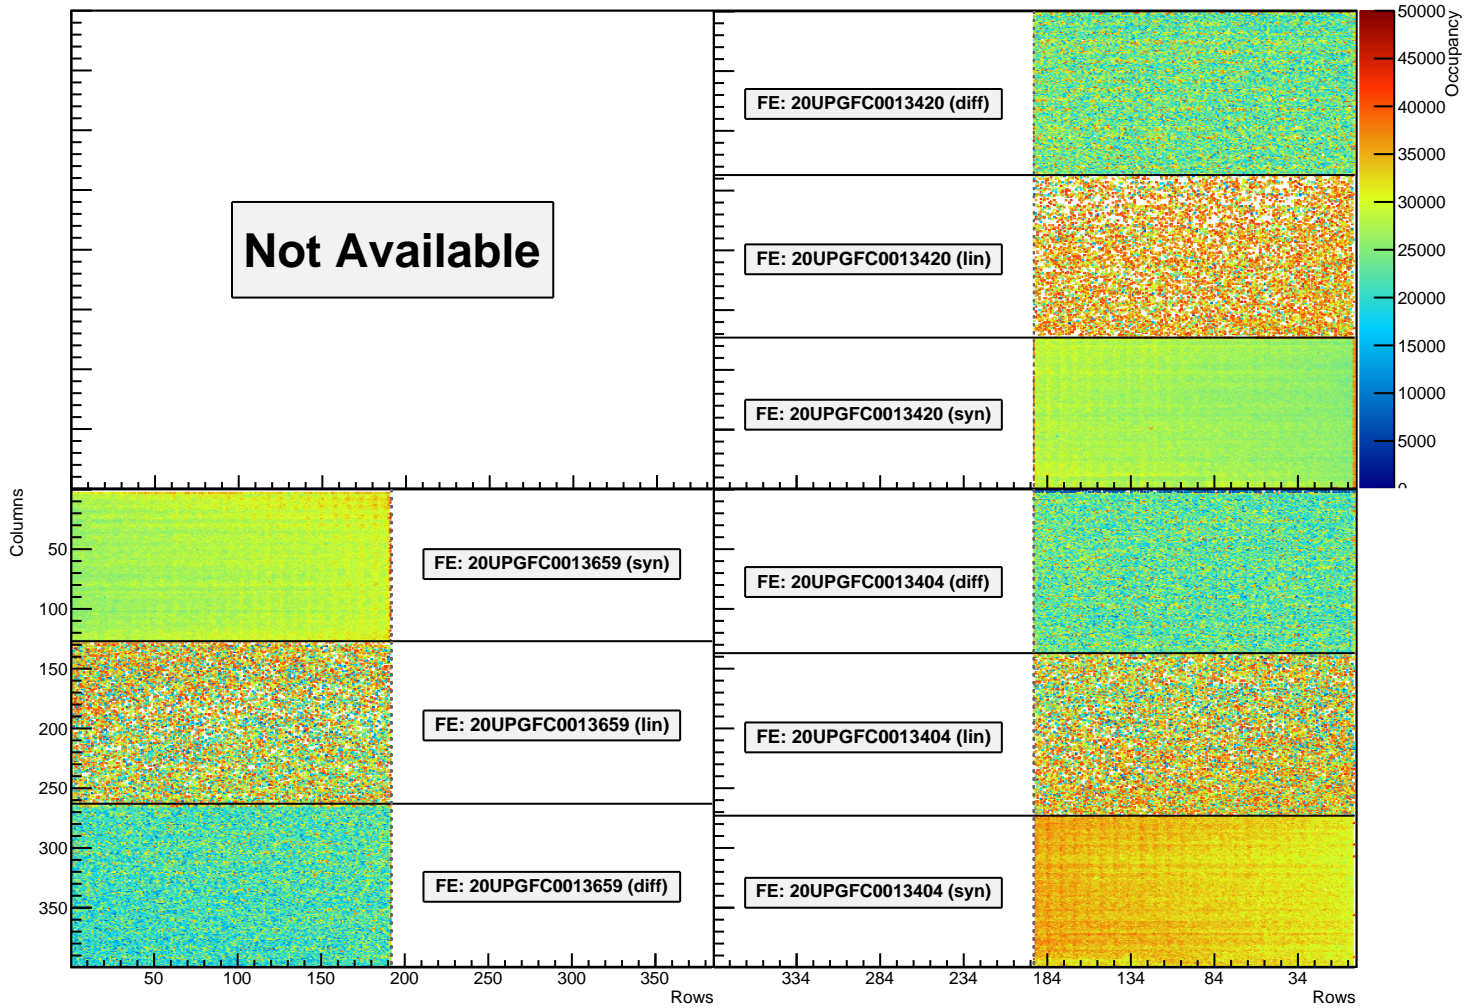 50000
45000
40000
35000
30000
25000
20000
15000
10000
5000
0
Occupancy
FE: 20UPGFC0013420 (diff)
FE: 20UPGFC0013420 (lin)
FE: 20UPGFC0013420 (syn)
Not Available
Columns
50
100
150
200
250
300
350
FE: 20UPGFC0013659 (syn)
FE: 20UPGFC0013659 (lin)
FE: 20UPGFC0013659 (diff)
FE: 20UPGFC0013404 (diff)
FE: 20UPGFC0013404 (lin)
FE: 20UPGFC0013404 (syn)
50 100 150 200 250 300 350
Rows
334 284 234 184 134 84 34
Rows